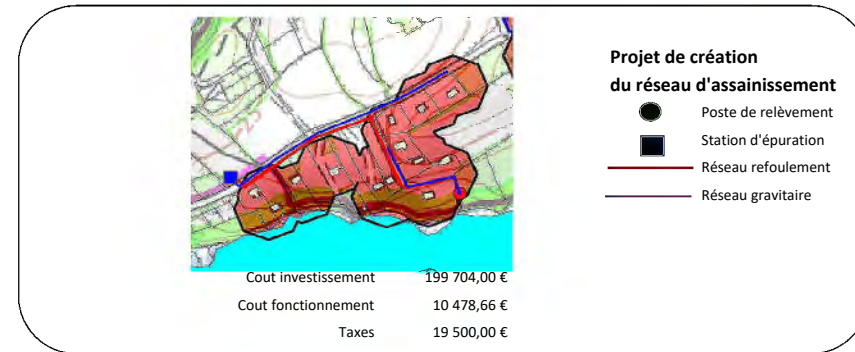 Projet de création
du réseau d'assainissement
Poste de relèvement
Station d'épuration
Réseau refoulement
Réseau gravitaire
Cout investissement 199 704,00 €
Cout fonctionnement 10 478,66 €
Taxes 19 500,00 €